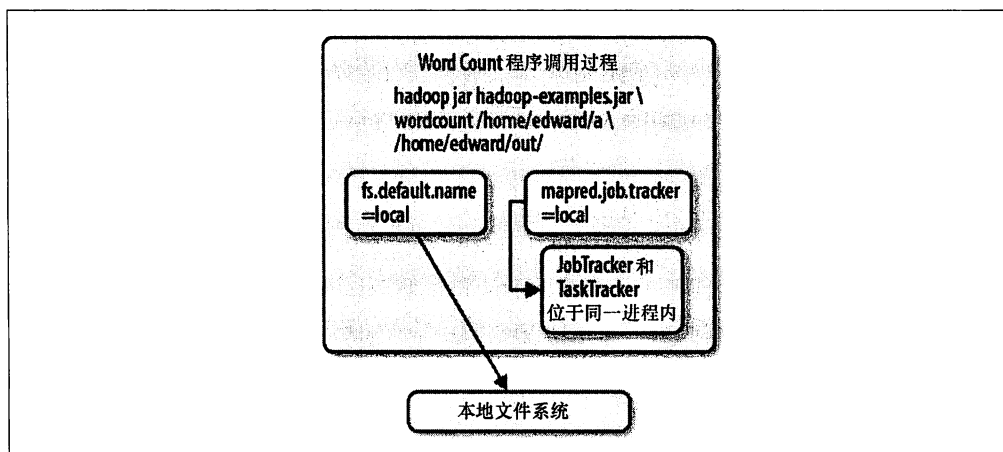 Word Count 程序调用过程
hadoop jar hadoop-examples.jar \
wordcount /home/edward/a \
/home/edward/out/
fs.default.name
=local
mapred.job.tracker
=local
JobTracker 和
TaskTracker
位于同一进程内
本地文件系统